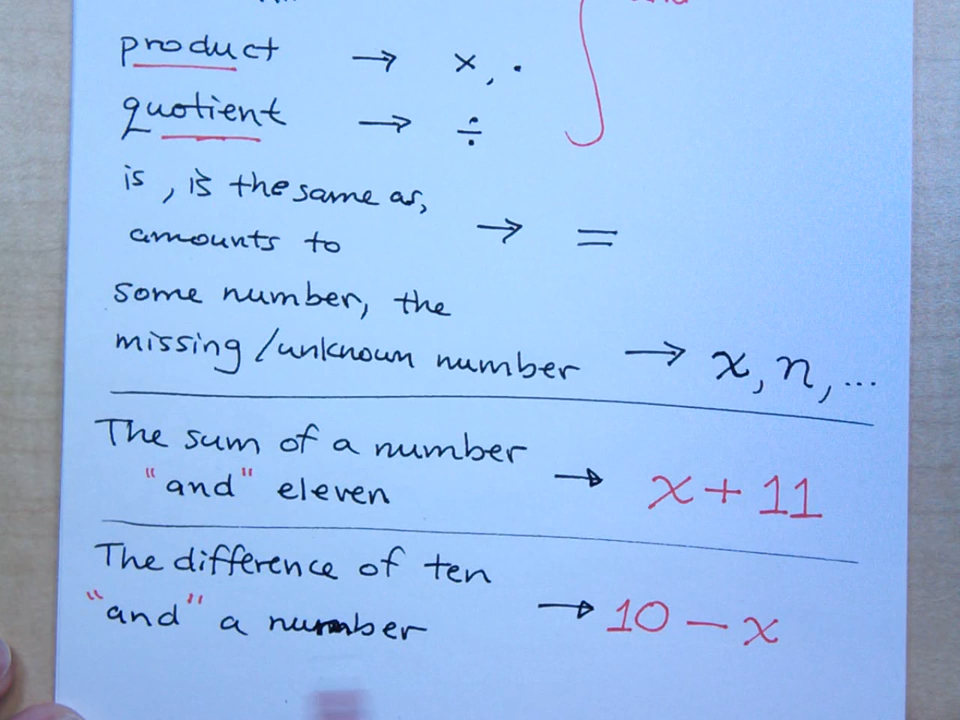 product → ×, ·
quotient → ÷
is, is the same as,
amounts to → =
some number, the
missing/unknown number → x, n, ...
The sum of a number
"and" eleven → x + 11
The difference of ten
"and" a number → 10 − x